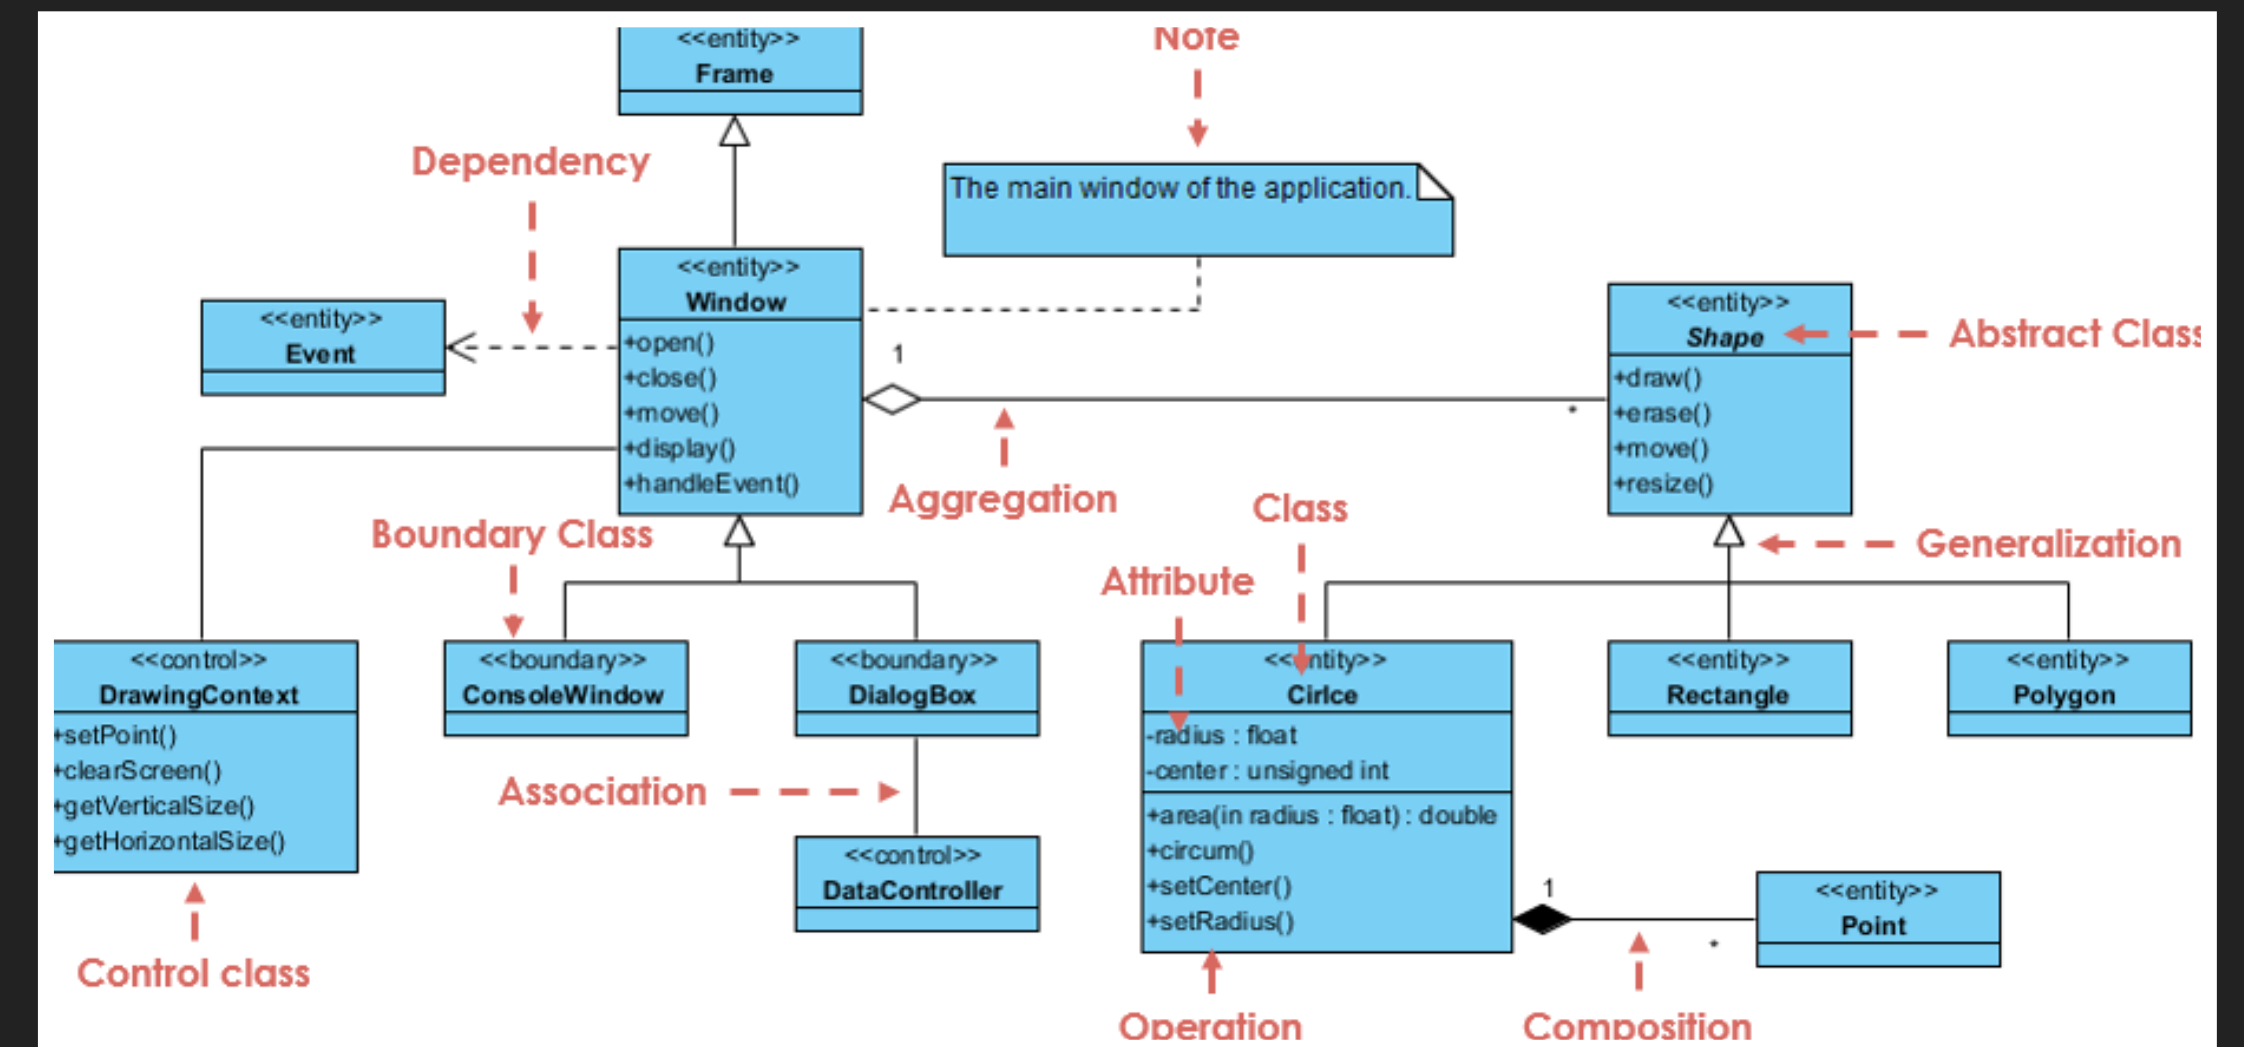 <<entity>>
Frame
Note
Dependency
The main window of the application.
<<entity>>
Window
+open()
+close()
+move()
+display()
+handleEvent()
<<entity>>
Event
1
*
<<entity>>
Shape
+draw()
+erase()
+move()
+resize()
Abstract Class
Aggregation
Class
Boundary Class
Generalization
Attribute
<<control>>
DrawingContext
+setPoint()
+clearScreen()
+getVerticalSize()
+getHorizontalSize()
<<boundary>>
ConsoleWindow
<<boundary>>
DialogBox
<<entity>>
Cirlce
-radius : float
-center : unsigned int
+area(in radius : float) : double
+circum()
+setCenter()
+setRadius()
<<entity>>
Rectangle
<<entity>>
Polygon
Association
<<control>>
DataController
1
*
<<entity>>
Point
Control class
Operation
Composition